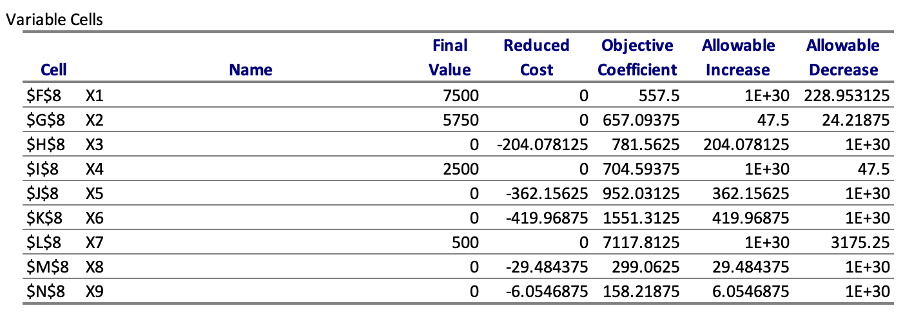 Variable Cells
Final Reduced Objective Allowable Allowable
Cell Name Value Cost Coefficient Increase Decrease
$F$8 X1 7500 0 557.5 1E+30 228.953125
$G$8 X2 5750 0 657.09375 47.5 24.21875
$H$8 X3 0 -204.078125 781.5625 204.078125 1E+30
$I$8 X4 2500 0 704.59375 1E+30 47.5
$J$8 X5 0 -362.15625 952.03125 362.15625 1E+30
$K$8 X6 0 -419.96875 1551.3125 419.96875 1E+30
$L$8 X7 500 0 7117.8125 1E+30 3175.25
$M$8 X8 0 -29.484375 299.0625 29.484375 1E+30
$N$8 X9 0 -6.0546875 158.21875 6.0546875 1E+30